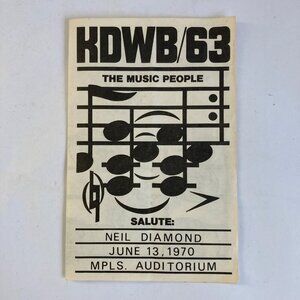 KDWB/63
THE MUSIC PEOPLE
SALUTE:
NEIL DIAMOND
JUNE 13, 1970
MPLS. AUDITORIUM